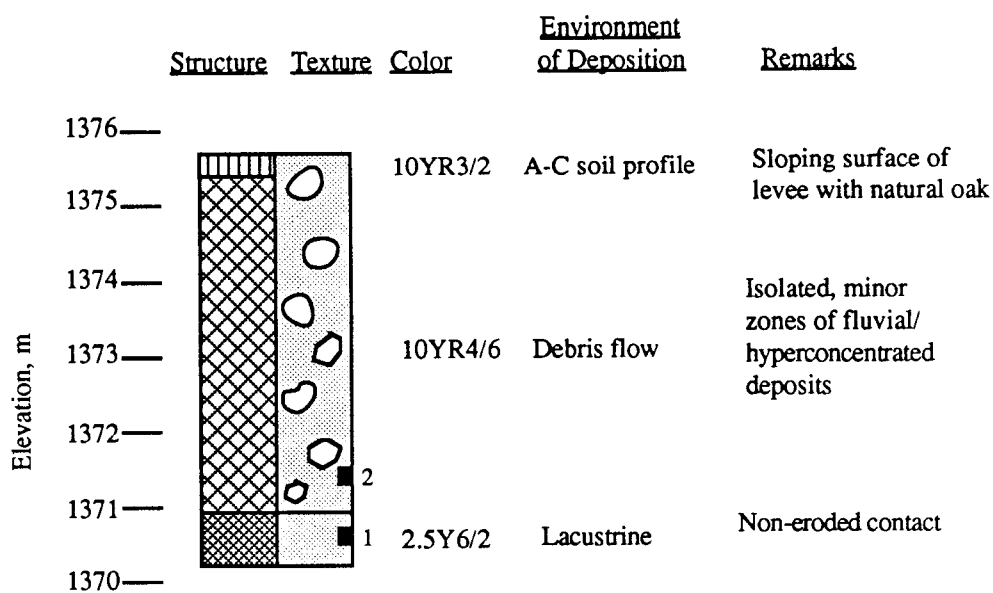 Environment
Structure Texture Color of Deposition Remarks
1376
10YR3/2 A-C soil profile Sloping surface of
levee with natural oak
1375
1374
Isolated, minor
zones of fluvial/
hyperconcentrated
deposits
1373
10YR4/6 Debris flow
Elevation, m
1372
2
1371
Non-eroded contact
1 2.5Y6/2 Lacustrine
1370